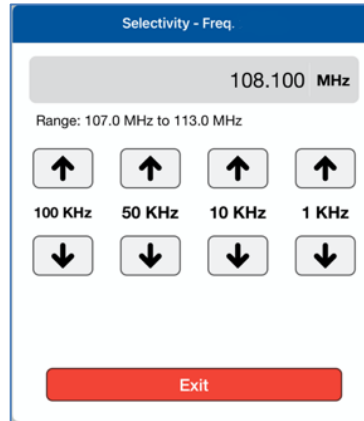 Selectivity - Freq.
108.100 MHz
Range: 107.0 MHz to 113.0 MHz
100 KHz 50 KHz 10 KHz 1 KHz
Exit